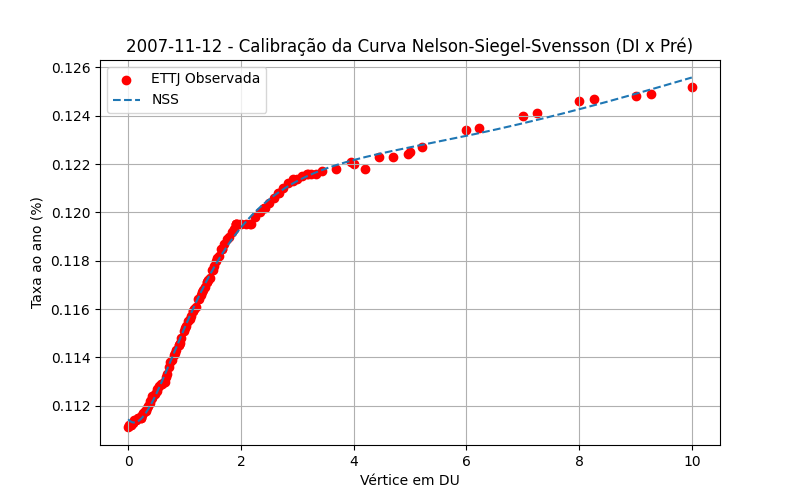 2007-11-12 - Calibração da Curva Nelson-Siegel-Svensson (DI x Pré)
ETTJ Observada
NSS
Taxa ao ano (%)
0.126
0.124
0.122
0.120
0.118
0.116
0.114
0.112
0 2 4 6 8 10
Vértice em DU